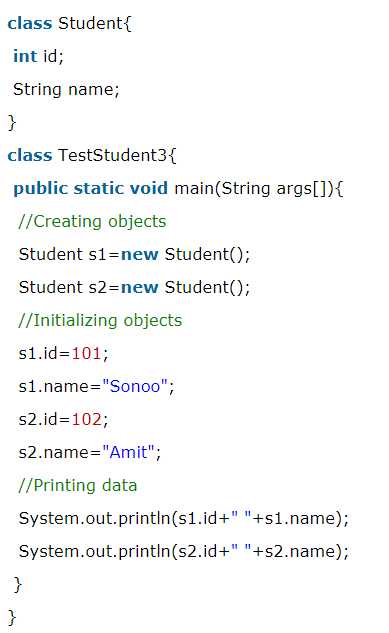 class Student{
int id;
String name;
}
class TestStudent3{
public static void main(String args[]){
//Creating objects
Student s1=new Student();
Student s2=new Student();
//Initializing objects
s1.id=101;
s1.name="Sonoo";
s2.id=102;
s2.name="Amit";
//Printing data
System.out.println(s1.id+" "+s1.name);
System.out.println(s2.id+" "+s2.name);
}
}